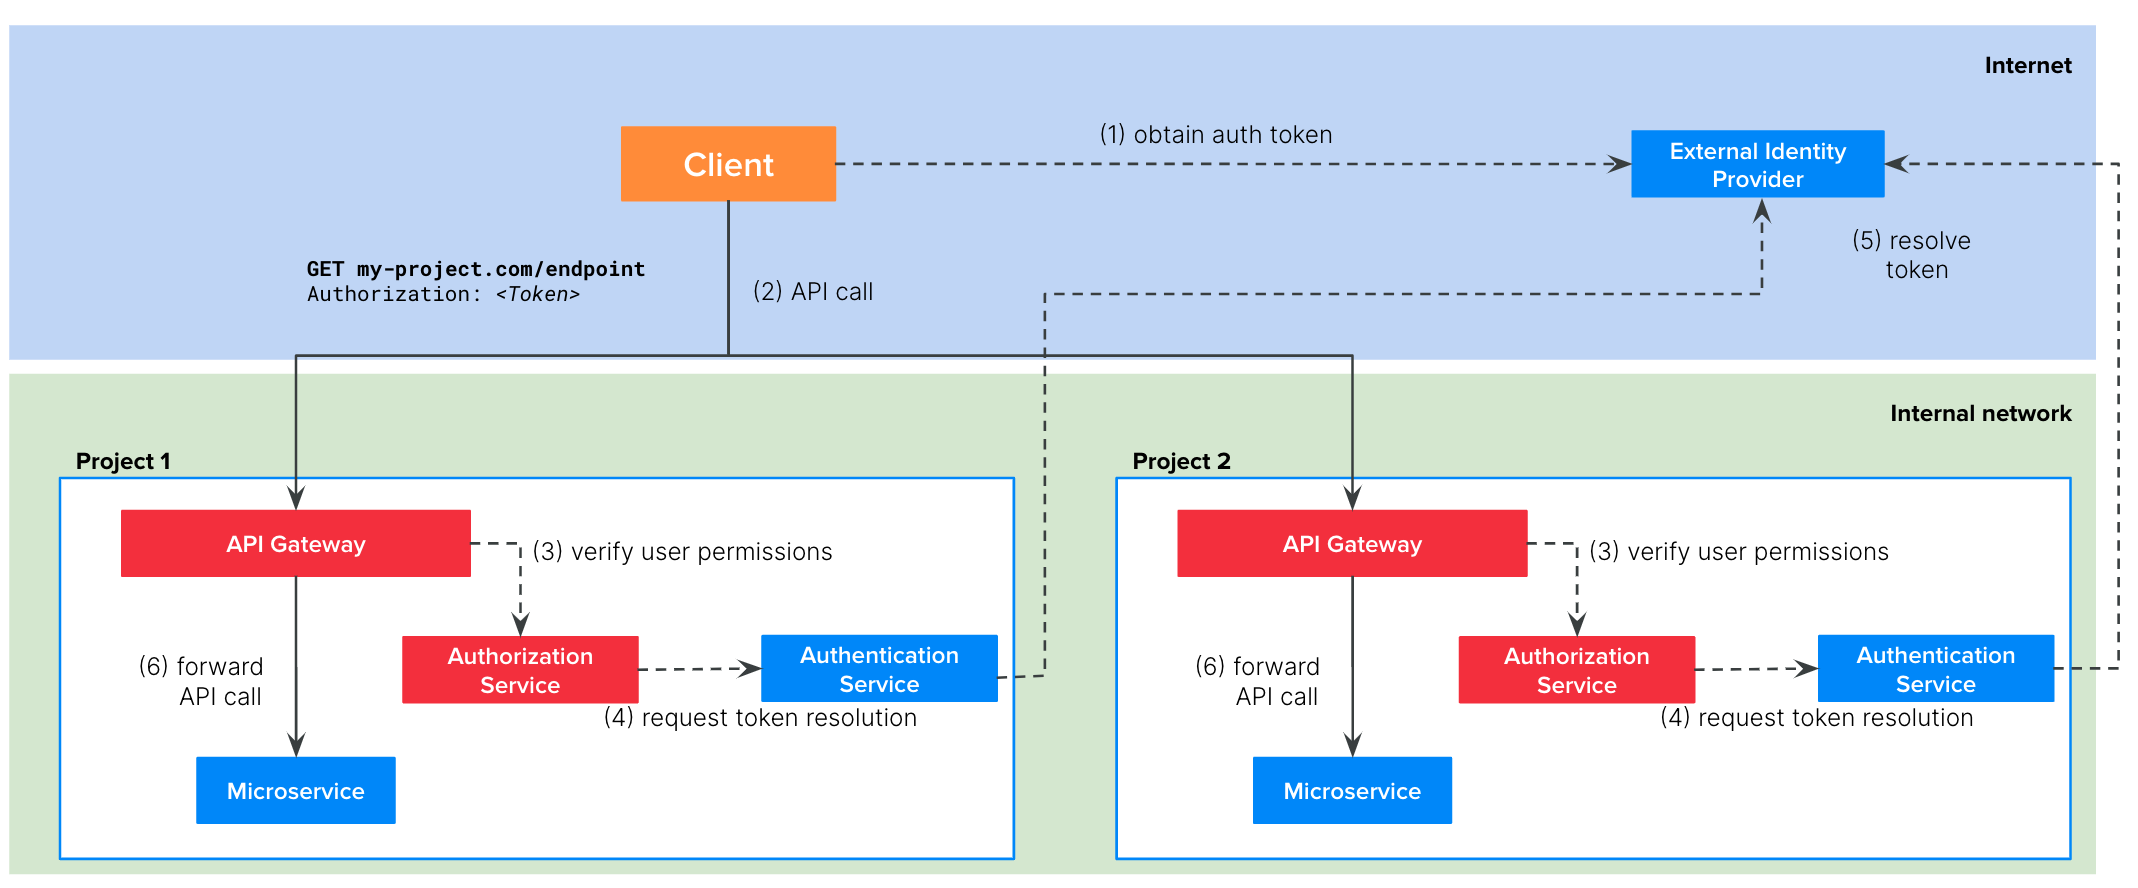 Internet
(1) obtain auth token
Client
External Identity
Provider
(5) resolve
token
GET my-project.com/endpoint
Authorization: <Token>
(2) API call
Internal network
Project 1
API Gateway
(3) verify user permissions
Authorization
Service
Authentication
Service
(4) request token resolution
(6) forward
API call
Microservice
Project 2
API Gateway
(3) verify user permissions
Authorization
Service
Authentication
Service
(4) request token resolution
(6) forward
API call
Microservice